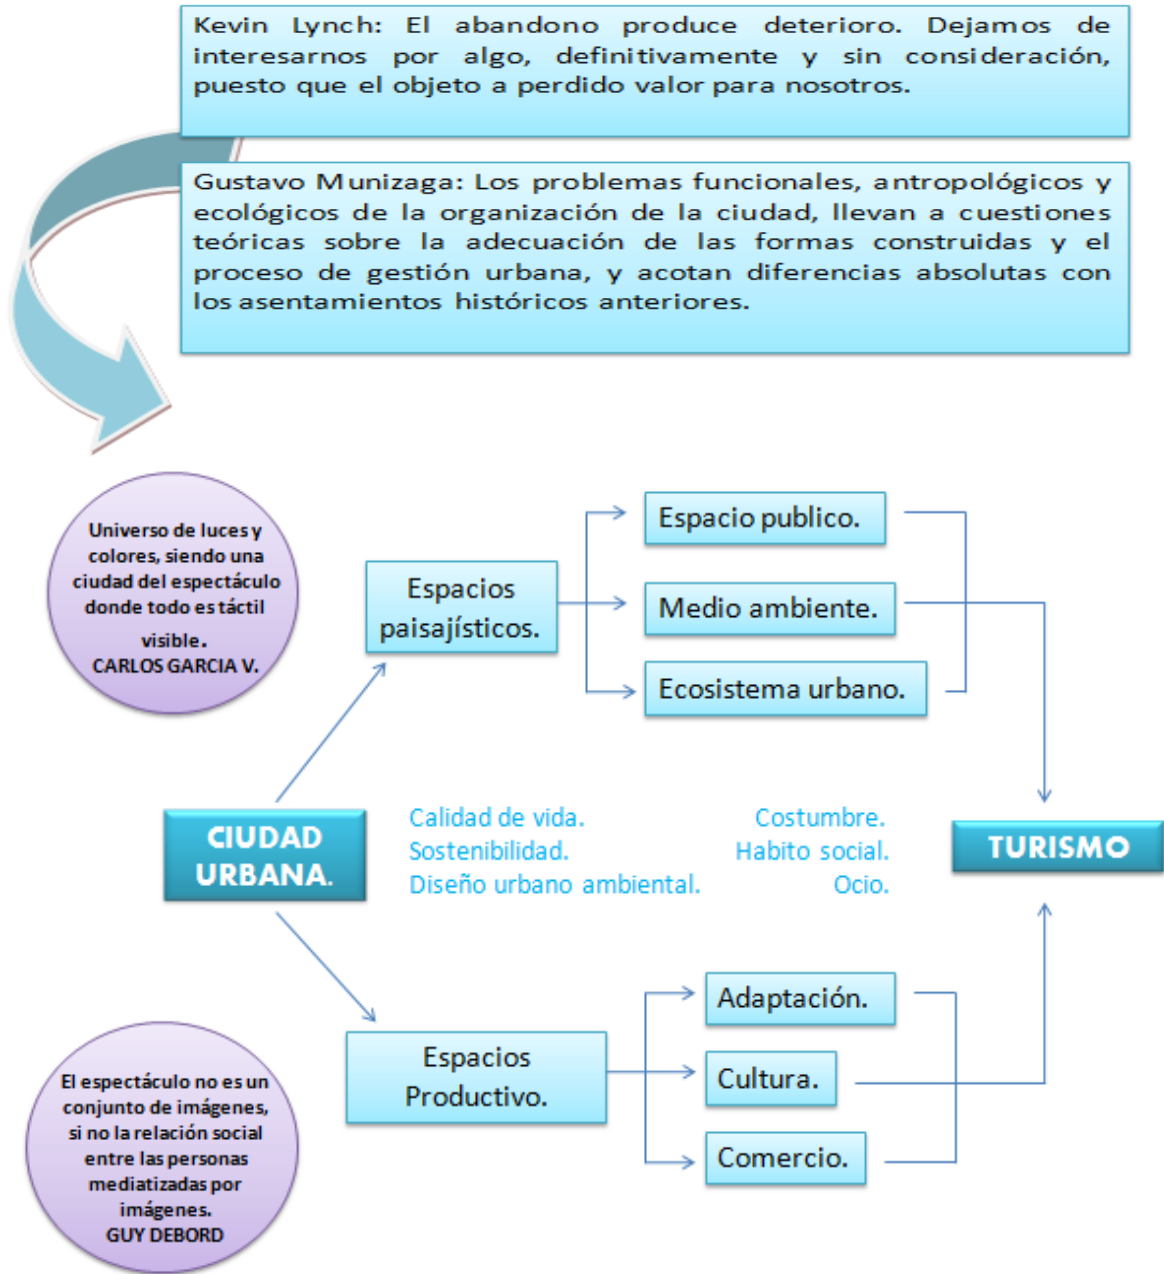 Kevin Lynch: El abandono produce deterioro. Dejamos de
interesarnos por algo, definitivamente y sin consideración,
puesto que el objeto a perdido valor para nosotros.
Gustavo Munizaga: Los problemas funcionales, antropológicos y
ecológicos de la organización de la ciudad, llevan a cuestiones
teóricas sobre la adecuación de las formas construidas y el
proceso de gestión urbana, y acotan diferencias absolutas con
los asentamientos históricos anteriores.
Universo de luces y
colores, siendo una
ciudad del espectáculo
donde todo es táctil
visible.
CARLOS GARCIA V.
Espacios
paisajísticos.
Espacio publico.
Medio ambiente.
Ecosistema urbano.
CIUDAD
URBANA.
Calidad de vida.
Sostenibilidad.
Diseño urbano ambiental.
Costumbre.
Habito social.
Ocio.
TURISMO
Espacios
Productivo.
Adaptación.
Cultura.
Comercio.
El espectáculo no es un
conjunto de imágenes,
si no la relación social
entre las personas
mediatizadas por
imágenes.
GUY DEBORD